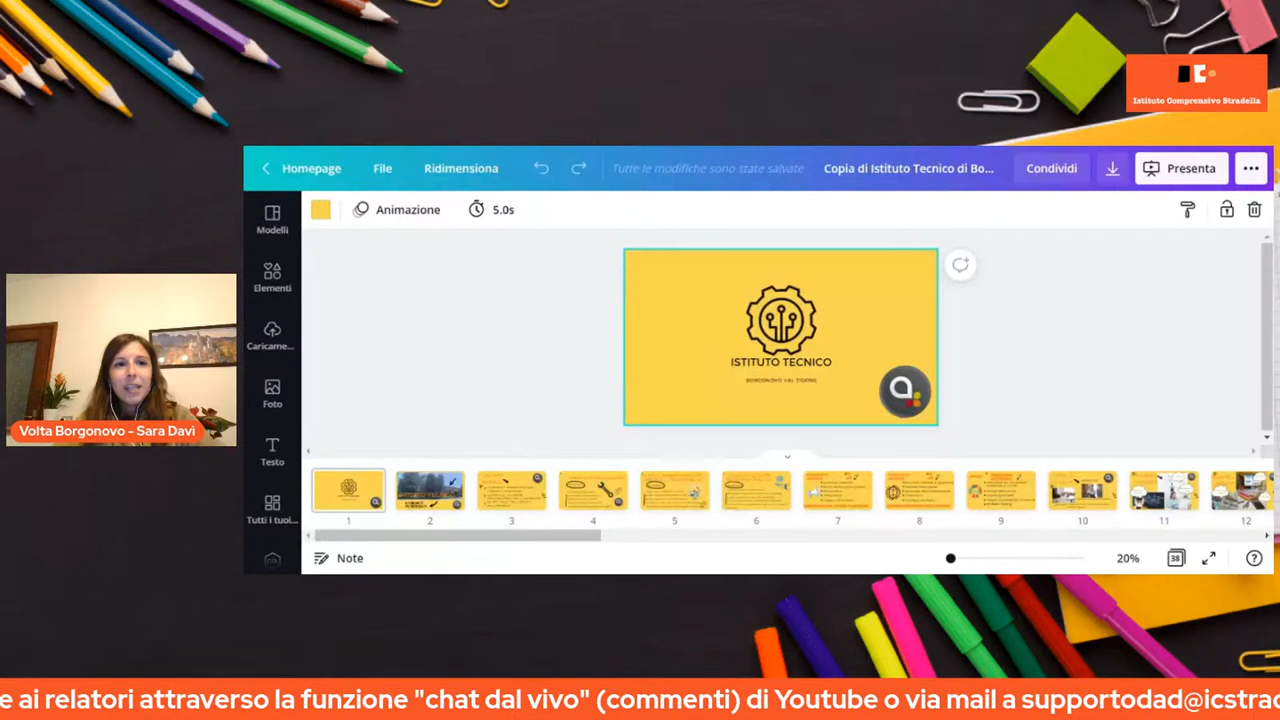 Istituto Comprensivo Stradella
Homepage File Ridimensiona Tutte le modifiche sono state salvate Copia di Istituto Tecnico di Bo... Condividi Presenta
Animazione 5.0s
Modelli
Elementi
Caricame...
Foto
Testo
Tutti i tuoi...
ISTITUTO TECNICO
BORGONOVO VAL TIDONE
Volta Borgonovo - Sara Davì
1 2 3 4 5 6 7 8 9 10 11 12
Note 20% 38
e ai relatori attraverso la funzione "chat dal vivo" (commenti) di Youtube o via mail a supportodad@icstrad